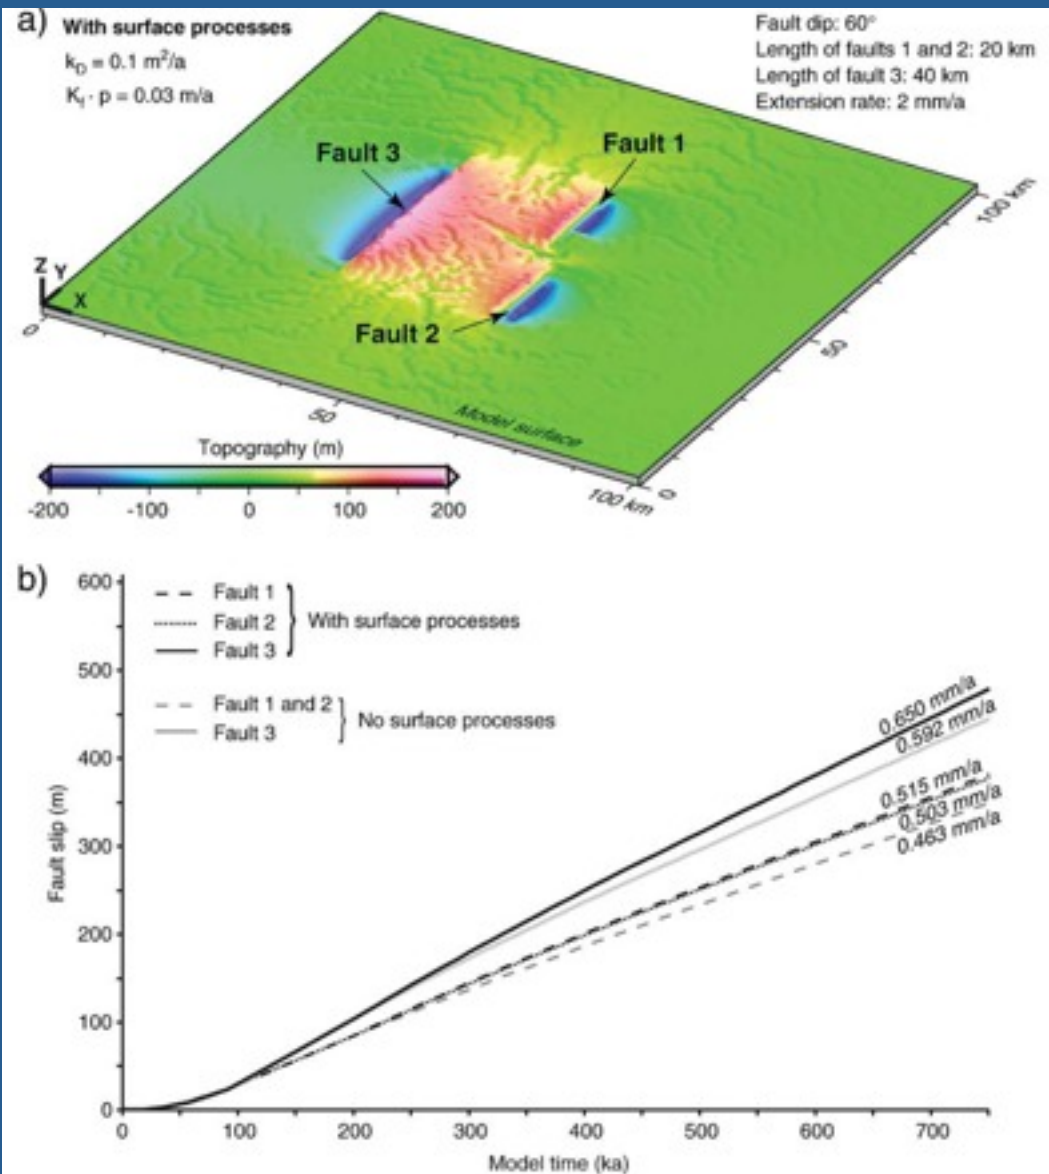 a) With surface processes
k_D = 0.1 m²/a
K_f · p = 0.03 m/a
Fault dip: 60°
Length of faults 1 and 2: 20 km
Length of fault 3: 40 km
Extension rate: 2 mm/a
Fault 3
Fault 1
Fault 2
Z Y
X
0
50
100 km
0
50
100 km
Model surface
Topography (m)
-200 -100 0 100 200
b)
Fault 1
Fault 2
Fault 3
With surface processes
Fault 1 and 2
Fault 3
No surface processes
600
500
400
300
200
100
0
Fault slip (m)
0.650 mm/a
0.592 mm/a
0.515 mm/a
0.503 mm/a
0.463 mm/a
0 100 200 300 400 500 600 700
Model time (ka)